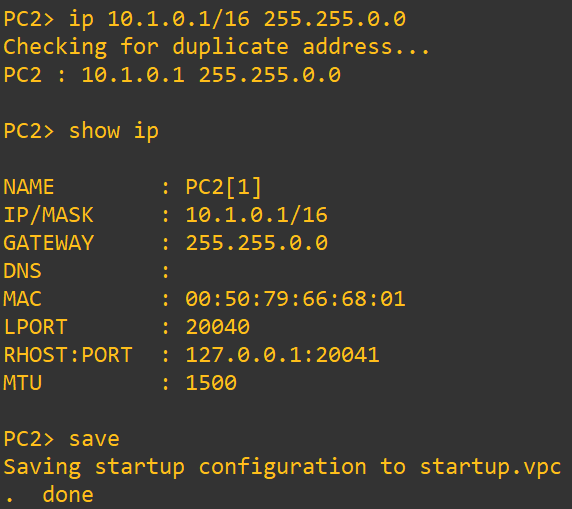 PC2> ip 10.1.0.1/16 255.255.0.0
Checking for duplicate address...
PC2 : 10.1.0.1 255.255.0.0
PC2> show ip
NAME        : PC2[1]
IP/MASK     : 10.1.0.1/16
GATEWAY     : 255.255.0.0
DNS         :
MAC         : 00:50:79:66:68:01
LPORT       : 20040
RHOST:PORT  : 127.0.0.1:20041
MTU         : 1500
PC2> save
Saving startup configuration to startup.vpc
.  done